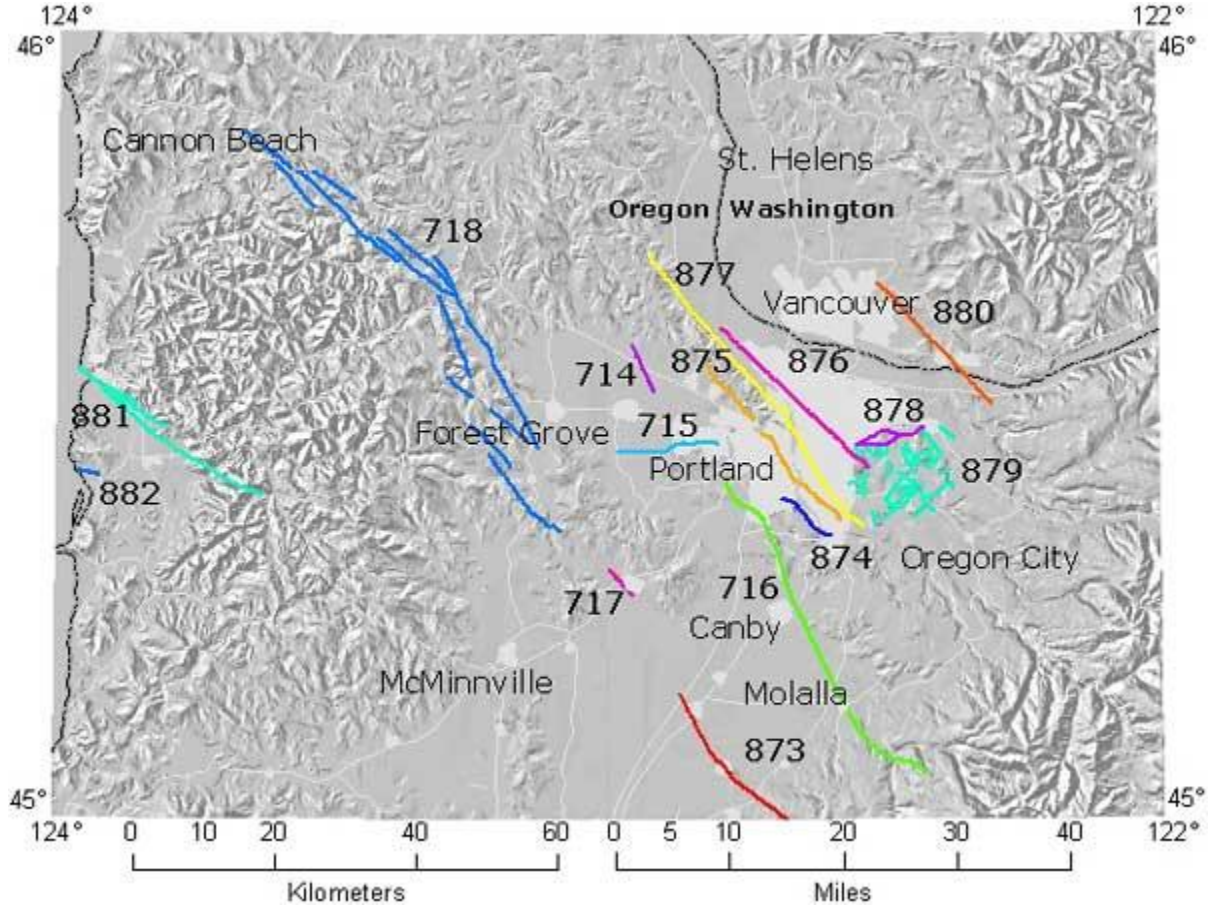 124°
122°
46°
46°
Cannon Beach
St. Helens
Oregon
Washington
718
877
Vancouver
880
875
876
714
881
878
Forest Grove
715
Portland
879
882
874
Oregon City
717
716
Canby
McMinnville
Molalla
873
45°
45°
124°
122°
0 10 20 40 60
0 5 10 20 30 40
Kilometers
Miles